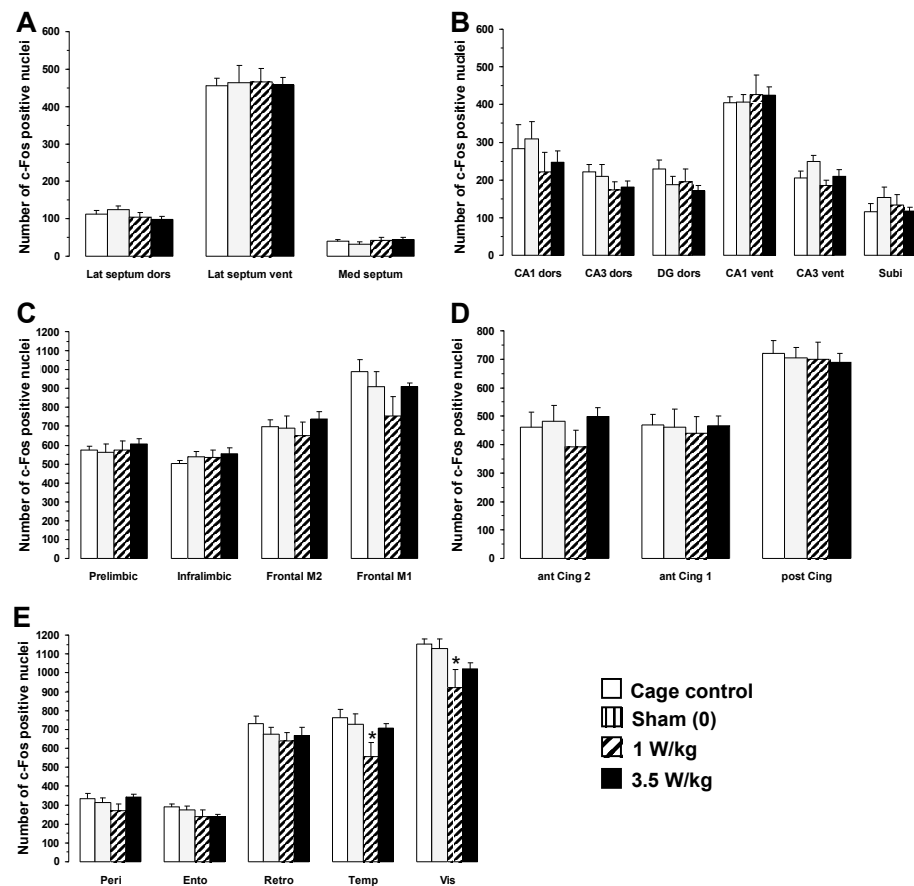 A
Number of c-Fos positive nuclei
600
500
400
300
200
100
0
Lat septum dors Lat septum vent Med septum
B
Number of c-Fos positive nuclei
600
500
400
300
200
100
0
CA1 dors CA3 dors DG dors CA1 vent CA3 vent Subi
C
Number of c-Fos positive nuclei
1200
1100
1000
900
800
700
600
500
400
300
200
100
0
Prelimbic Infralimbic Frontal M2 Frontal M1
D
Number of c-Fos positive nuclei
800
700
600
500
400
300
200
100
0
ant Cing 2 ant Cing 1 post Cing
E
Number of c-Fos positive nuclei
1200
1100
1000
900
800
700
600
500
400
300
200
100
0
* *
Peri Ento Retro Temp Vis
Cage control
Sham (0)
1 W/kg
3.5 W/kg